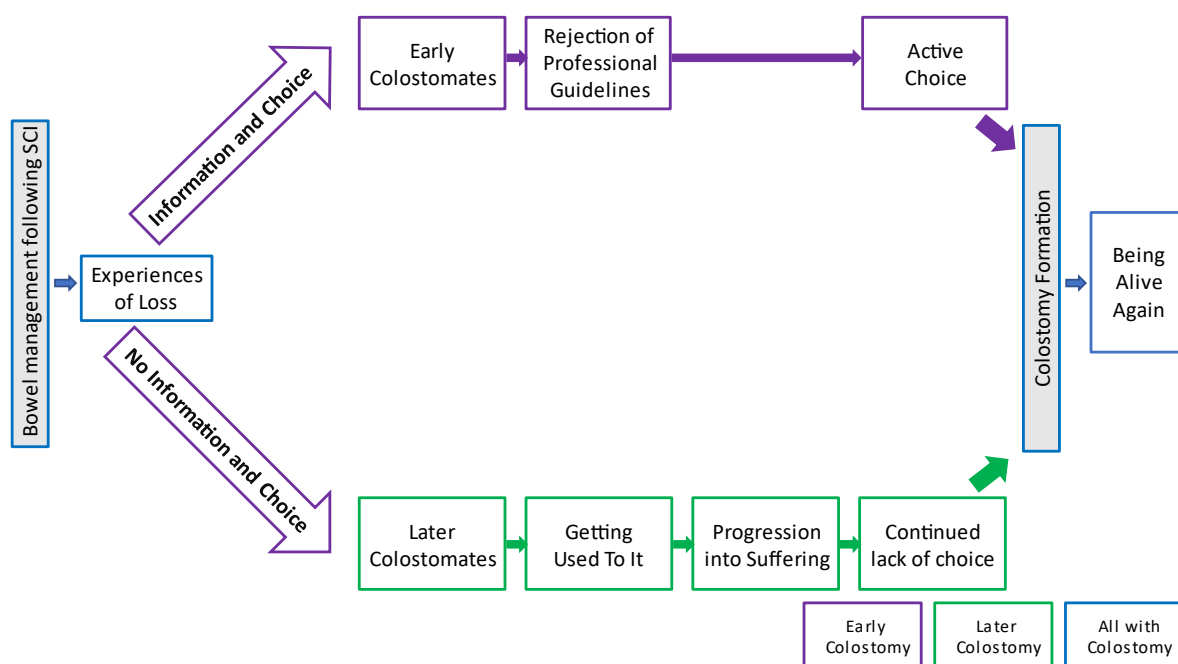 Bowel management following SCI
Experiences
of Loss
Information and Choice
Early
Colostomates
Rejection of
Professional
Guidelines
Active
Choice
No Information and Choice
Later
Colostomates
Getting
Used To It
Progression
into Suffering
Continued
lack of choice
Colostomy Formation
Being
Alive
Again
Early
Colostomy
Later
Colostomy
All with
Colostomy